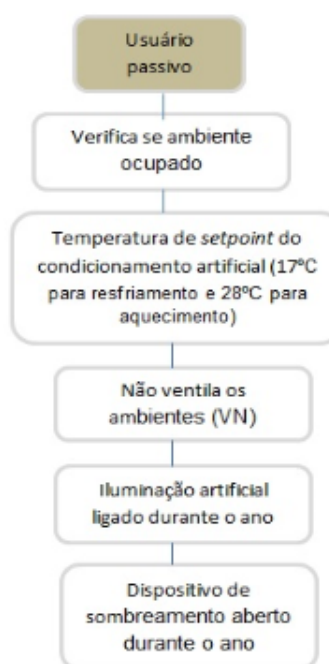 Usuário
passivo
Verifica se ambiente
ocupado
Temperatura de setpoint do
condicionamento artificial (17ºC
para resfriamento e 28ºC para
aquecimento)
Não ventila os
ambientes (VN)
Iluminação artificial
ligado durante o ano
Dispositivo de
sombreamento aberto
durante o ano